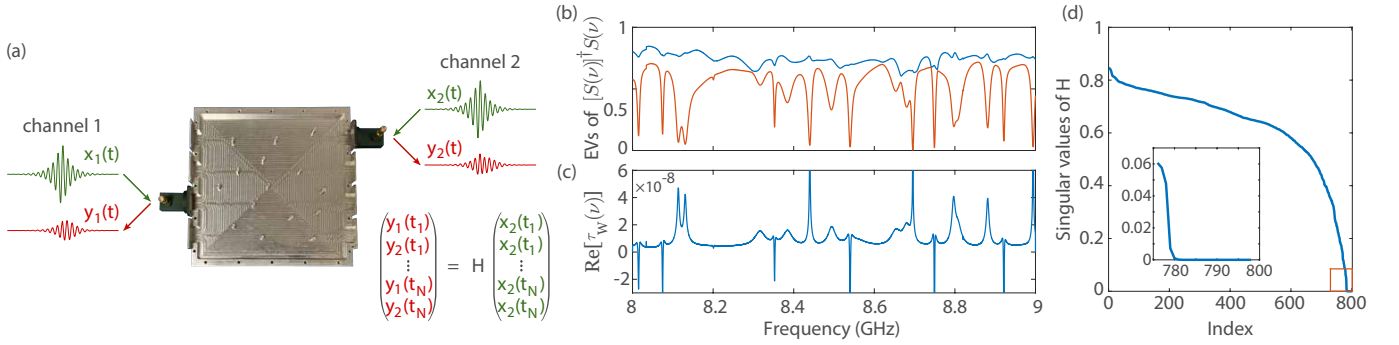 (a)
channel 1
x1(t)
y1(t)
channel 2
x2(t)
y2(t)
y1(t1)
y2(t1)
⋮
y1(tN)
y2(tN)
= H
x2(t1)
x2(t1)
⋮
x2(tN)
x2(tN)
(b)
EVs of [S(ν)]†S(ν)
1
0.5
0
(c)
×10⁻⁸
Re[τW(ν)]
6
4
2
0
-2
8 8.2 8.4 8.6 8.8 9
Frequency (GHz)
(d)
Singular values of H
1
0.8
0.6
0.4
0.2
0
0.06
0.04
0.02
0
780 790 800
0 200 400 600 800
Index